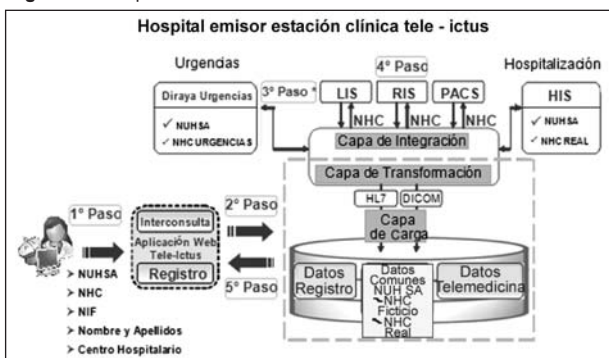 Hospital emisor estación clínica tele - ictus
Urgencias
4º Paso
Hospitalización
Diraya Urgencias
✓ NUHSA
✓ NHC URGENCIAS
3º Paso *
LIS
RIS
PACS
HIS
✓ NUHSA
✓ NHC REAL
NHC
NHC
NHC
Capa de Integración
Capa de Transformación
HL7
DICOM
Capa
de Carga
1º Paso
➤ NUHSA
➤ NHC
➤ NIF
➤ Nombre y Apellidos
➤ Centro Hospitalario
Interconsulta
Aplicación Web
Tele-Ictus
Registro
2º Paso
5º Paso
Datos
Registro
Datos
Comunes
NUH SA
NHC
Ficticio
NHC
Real
Datos
Telemedicina